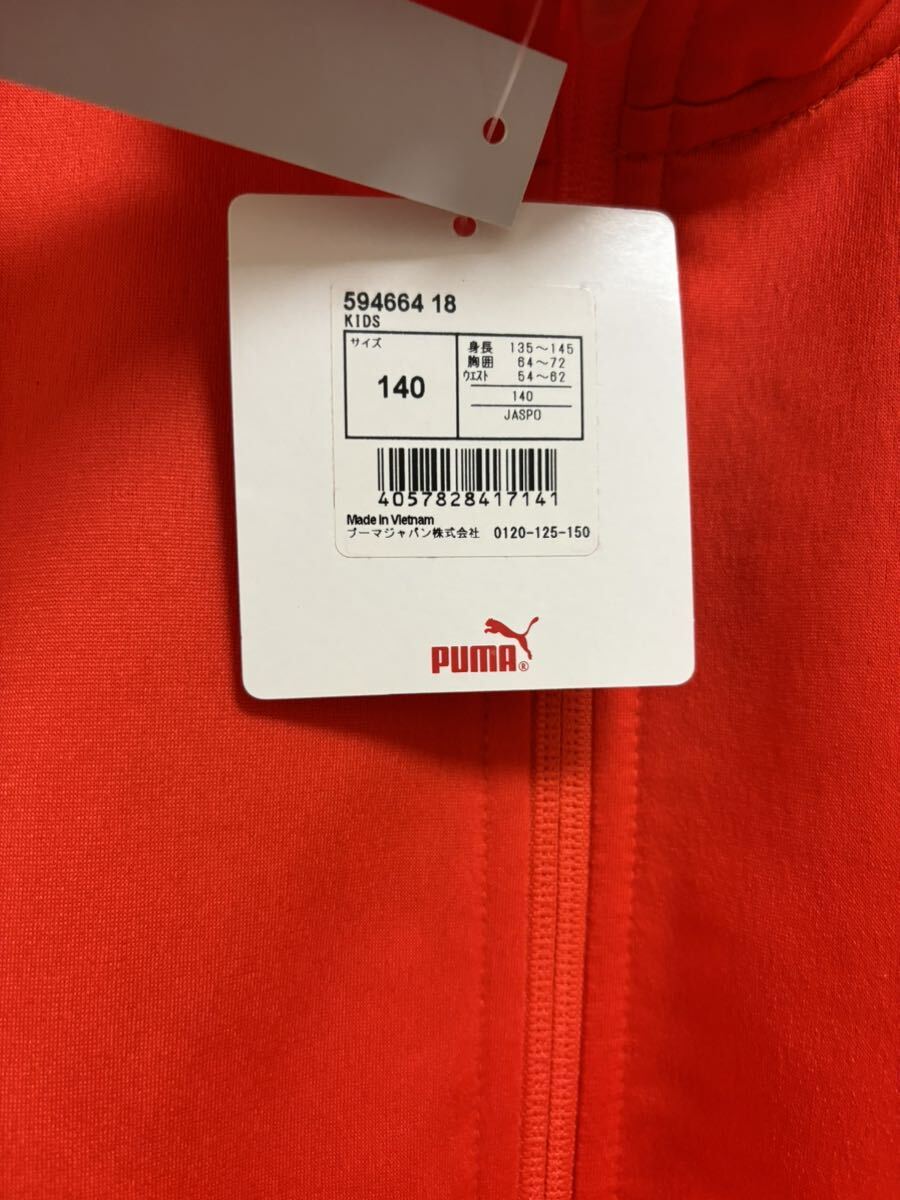 594664 18
KIDS
サイズ
140
身長 135～145
胸囲 64～72
ウエスト 54～62
140
JASPO
4057828417141
Made in Vietnam
プーマジャパン株式会社 0120-125-150
PUMA®